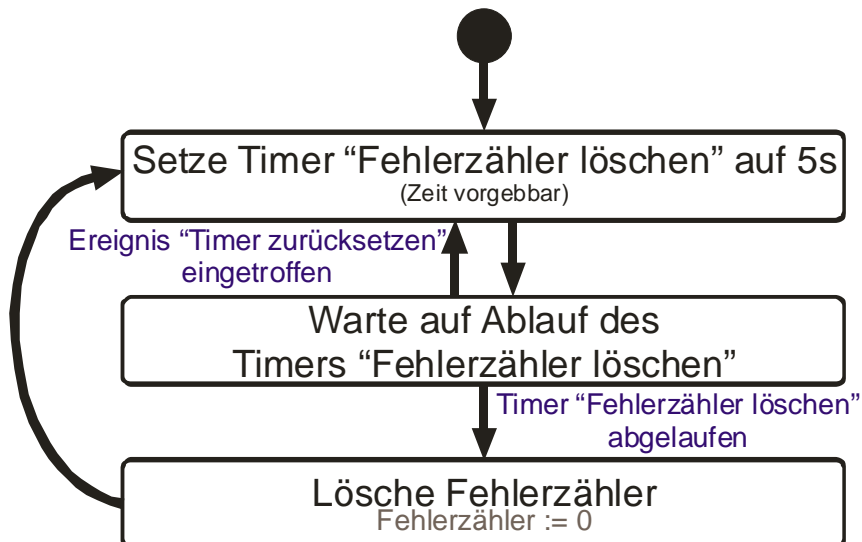 Setze Timer “Fehlerzähler löschen” auf 5s
(Zeit vorgebbar)
Ereignis “Timer zurücksetzen”
eingetroffen
Warte auf Ablauf des
Timers “Fehlerzähler löschen”
Timer “Fehlerzähler löschen”
abgelaufen
Lösche Fehlerzähler
Fehlerzähler := 0